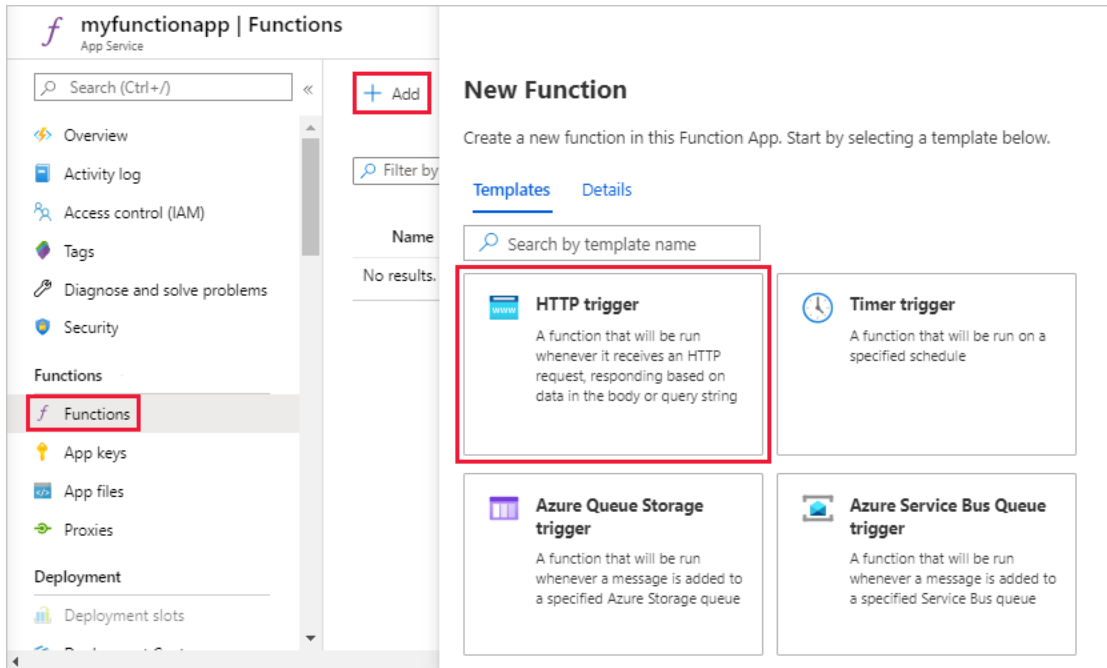 myfunctionapp | Functions
App Service
Search (Ctrl+/)
«
Overview
Activity log
Access control (IAM)
Tags
Diagnose and solve problems
Security
Functions
Functions
App keys
App files
Proxies
Deployment
Deployment slots
+ Add
Filter by
Name
No results.
New Function
Create a new function in this Function App. Start by selecting a template below.
Templates Details
Search by template name
www
HTTP trigger
A function that will be run
whenever it receives an HTTP
request, responding based on
data in the body or query string
Timer trigger
A function that will be run on a
specified schedule
Azure Queue Storage
trigger
A function that will be run
whenever a message is added to
a specified Azure Storage queue
Azure Service Bus Queue
trigger
A function that will be run
whenever a message is added to
a specified Service Bus queue